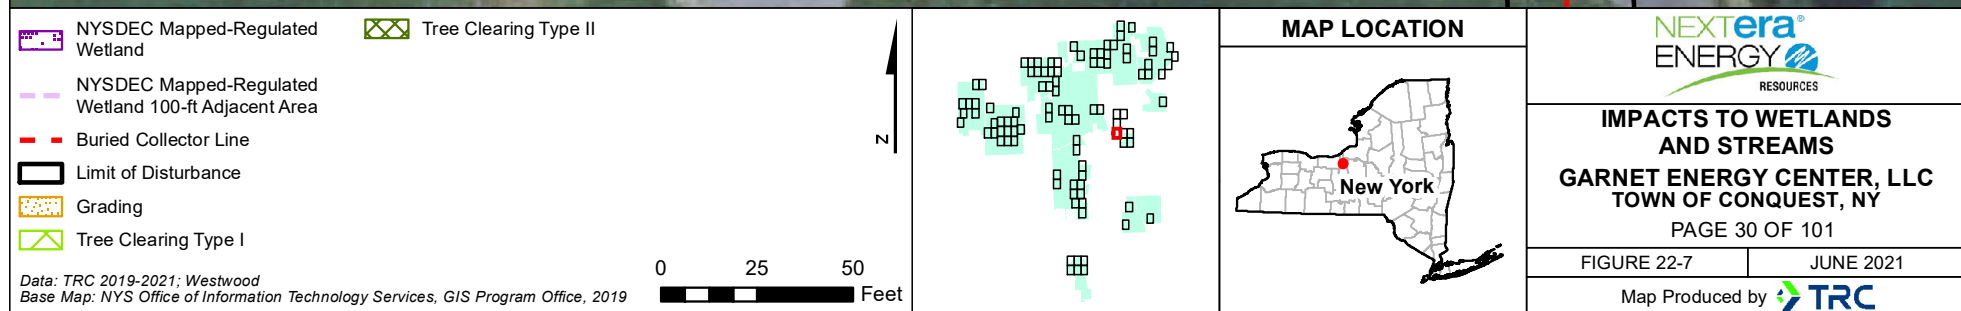 NYSDEC Mapped-Regulated
Wetland
NYSDEC Mapped-Regulated
Wetland 100-ft Adjacent Area
Buried Collector Line
Limit of Disturbance
Grading
Tree Clearing Type I
Tree Clearing Type II
Data: TRC 2019-2021; Westwood
Base Map: NYS Office of Information Technology Services, GIS Program Office, 2019
N
0 25 50
Feet
MAP LOCATION
New York
NEXTera®
ENERGY
RESOURCES
IMPACTS TO WETLANDS
AND STREAMS
GARNET ENERGY CENTER, LLC
TOWN OF CONQUEST, NY
PAGE 30 OF 101
FIGURE 22-7
JUNE 2021
Map Produced by TRC